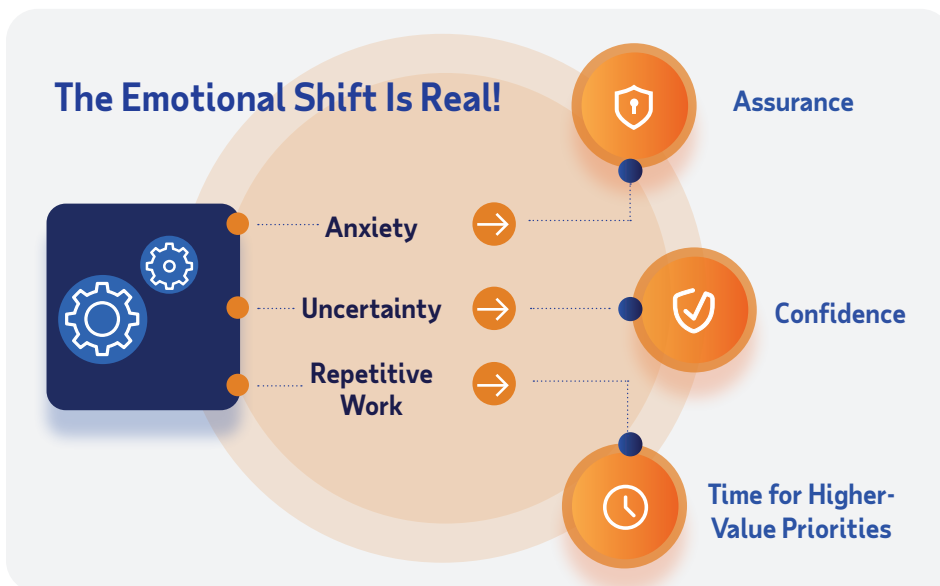 The Emotional Shift Is Real!
Assurance
Anxiety
Uncertainty
Confidence
Repetitive
Work
Time for Higher-
Value Priorities